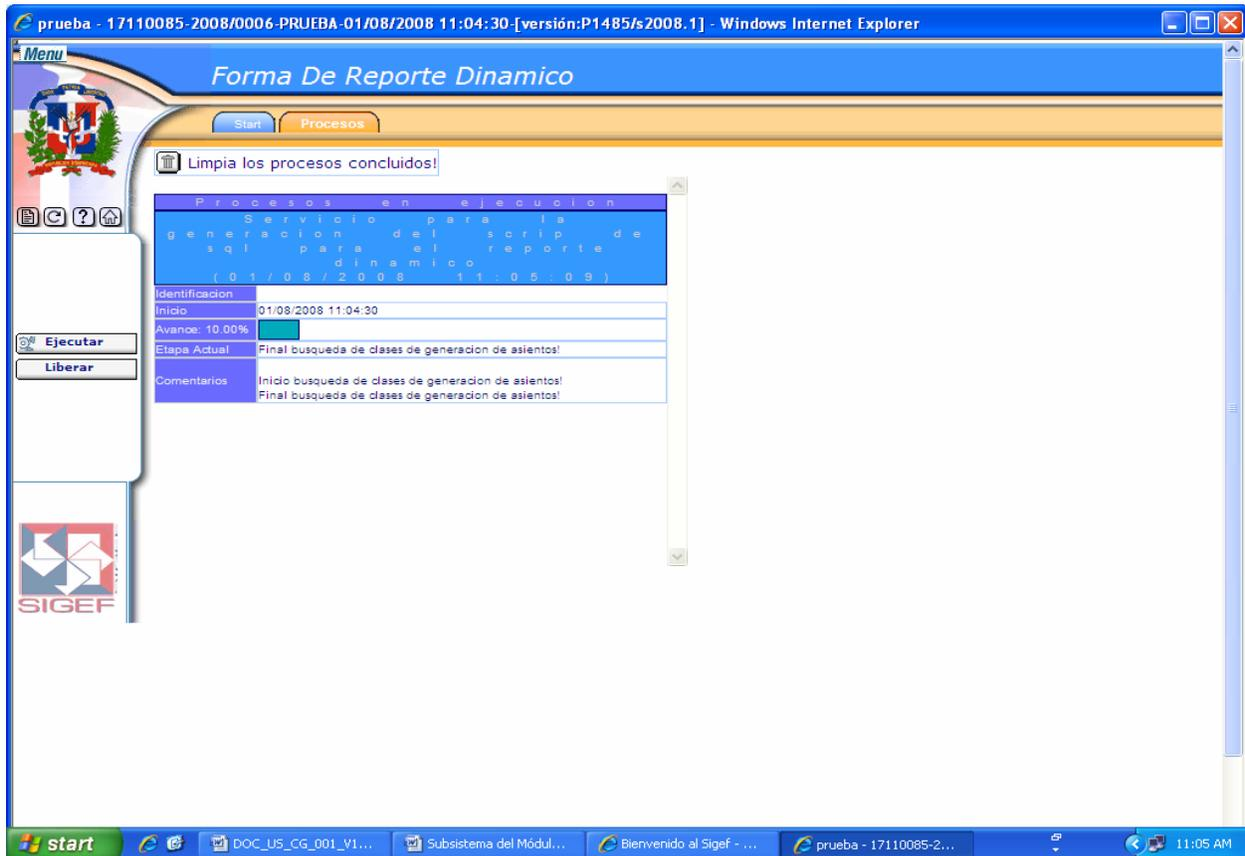 prueba - 17110085-2008/0006-PRUEBA-01/08/2008 11:04:30-[versión:P1485/s2008.1] - Windows Internet Explorer
Menu
Forma De Reporte Dinamico
Start Procesos
Limpia los procesos concluidos!
Procesos en ejecucion
Servicio para la
generacion del scrip de
sql para el reporte
dinamico
(01/08/2008 11:05:09)
Identificacion
Inicio 01/08/2008 11:04:30
Avance: 10.00%
Etapa Actual Final busqueda de clases de generacion de asientos!
Comentarios Inicio busqueda de clases de generacion de asientos!
Final busqueda de clases de generacion de asientos!
Ejecutar
Liberar
SIGEF
start DOC_US_CG_001_V1... Subsistema del Módul... Bienvenido al Sigef - ... prueba - 17110085-2... 11:05 AM